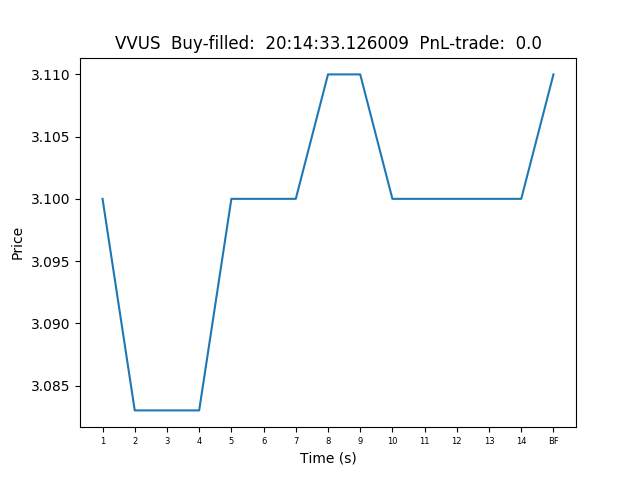 VVUS  Buy-filled:  20:14:33.126009  PnL-trade:  0.0
3.110
3.105
3.100
3.095
3.090
3.085
Price
1 2 3 4 5 6 7 8 9 10 11 12 13 14 BF
Time (s)